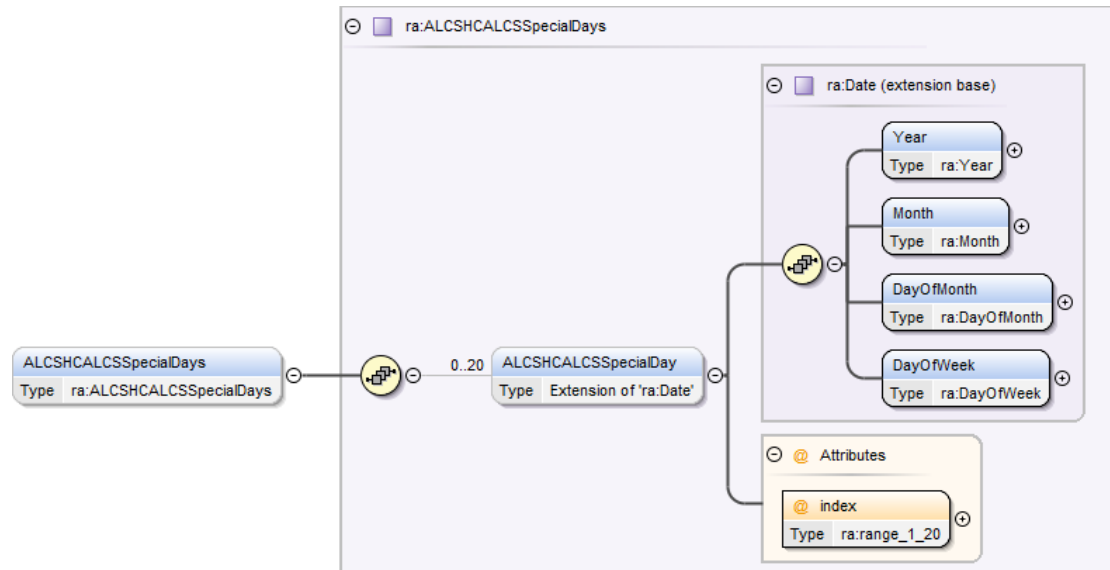 ra:ALCSHCALCSSpecialDays
ra:Date (extension base)
Year
Type ra:Year
Month
Type ra:Month
DayOfMonth
Type ra:DayOfMonth
DayOfWeek
Type ra:DayOfWeek
ALCSHCALCSSpecialDays
Type ra:ALCSHCALCSSpecialDays
0..20
ALCSHCALCSSpecialDay
Type Extension of 'ra:Date'
@ Attributes
@ index
Type ra:range_1_20